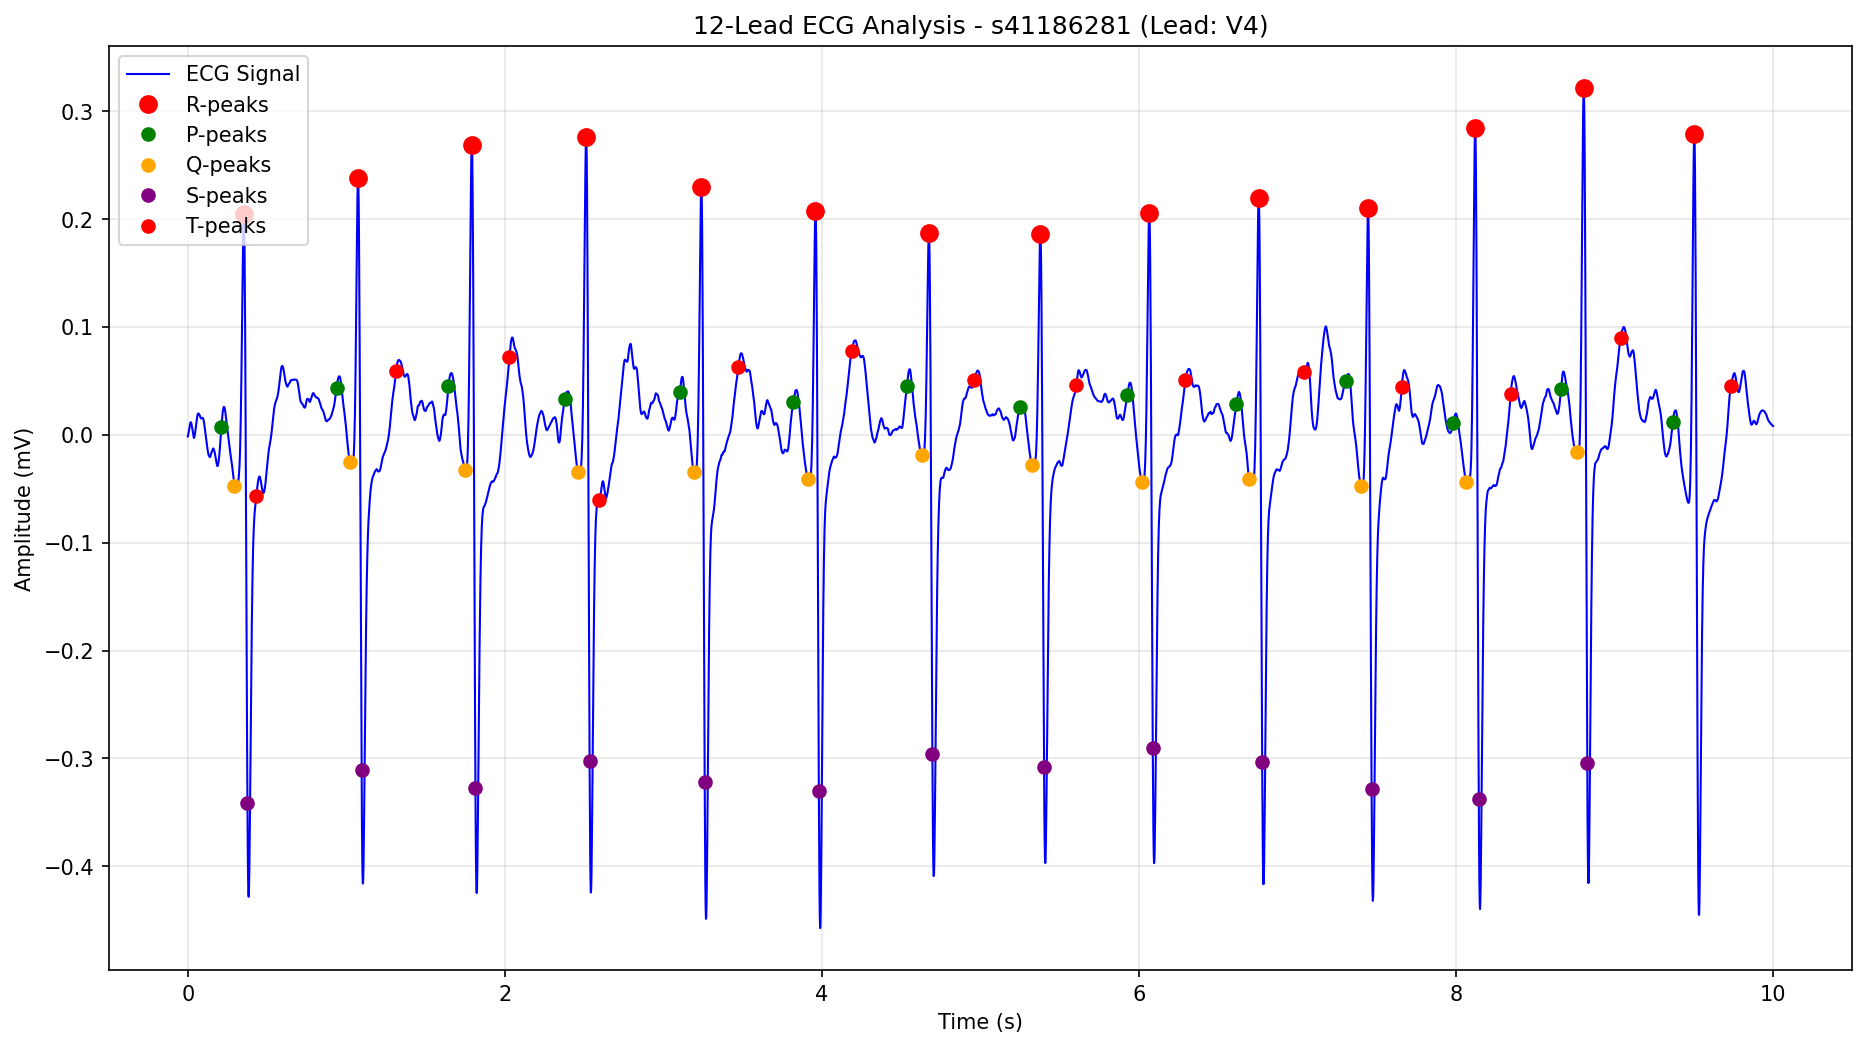 12-Lead ECG Analysis - s41186281 (Lead: V4)
ECG Signal
R-peaks
P-peaks
Q-peaks
S-peaks
T-peaks
0.3
0.2
0.1
0.0
−0.1
−0.2
−0.3
−0.4
Amplitude (mV)
0 2 4 6 8 10
Time (s)